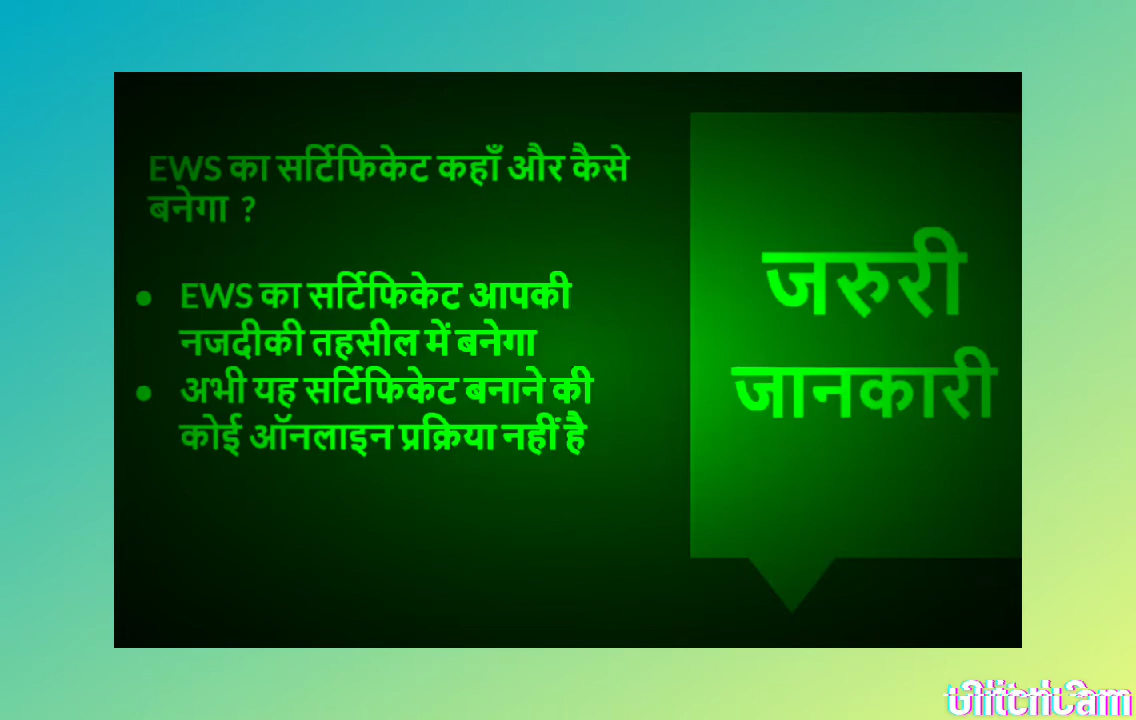 EWS का सर्टिफिकेट कहाँ और कैसे
बनेगा ?
EWS का सर्टिफिकेट आपकी
नजदीकी तहसील में बनेगा
अभी यह सर्टिफिकेट बनाने की
कोई ऑनलाइन प्रक्रिया नहीं है
जरुरी
जानकारी
GlitchCam